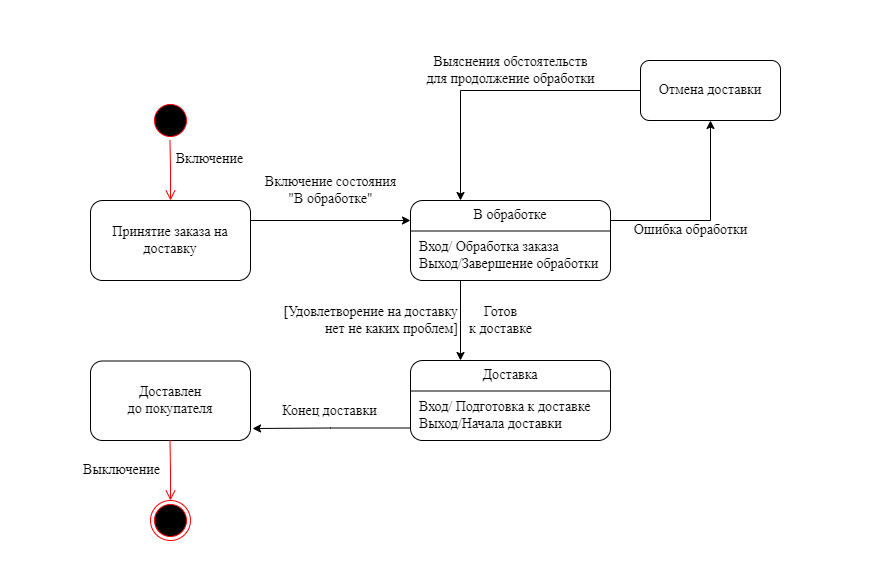 Выяснения обстоятельств
для продолжение обработки
Отмена доставки
Включение
Включение состояния
"В обработке"
Принятие заказа на
доставку
В обработке
Вход/ Обработка заказа
Выход/Завершение обработки
Ошибка обработки
[Удовлетворение на доставку
нет не каких проблем]
Готов
к доставке
Доставка
Вход/ Подготовка к доставке
Выход/Начала доставки
Конец доставки
Доставлен
до покупателя
Выключение